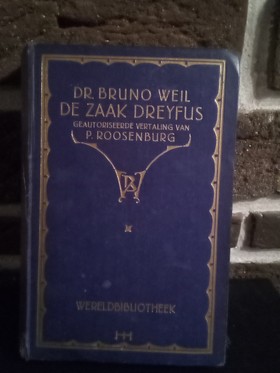 DR. BRUNO WEIL
DE ZAAK DREYFUS
GEAUTORISEERDE VERTALING VAN
P. ROOSENBURG
WERELDBIBLIOTHEEK